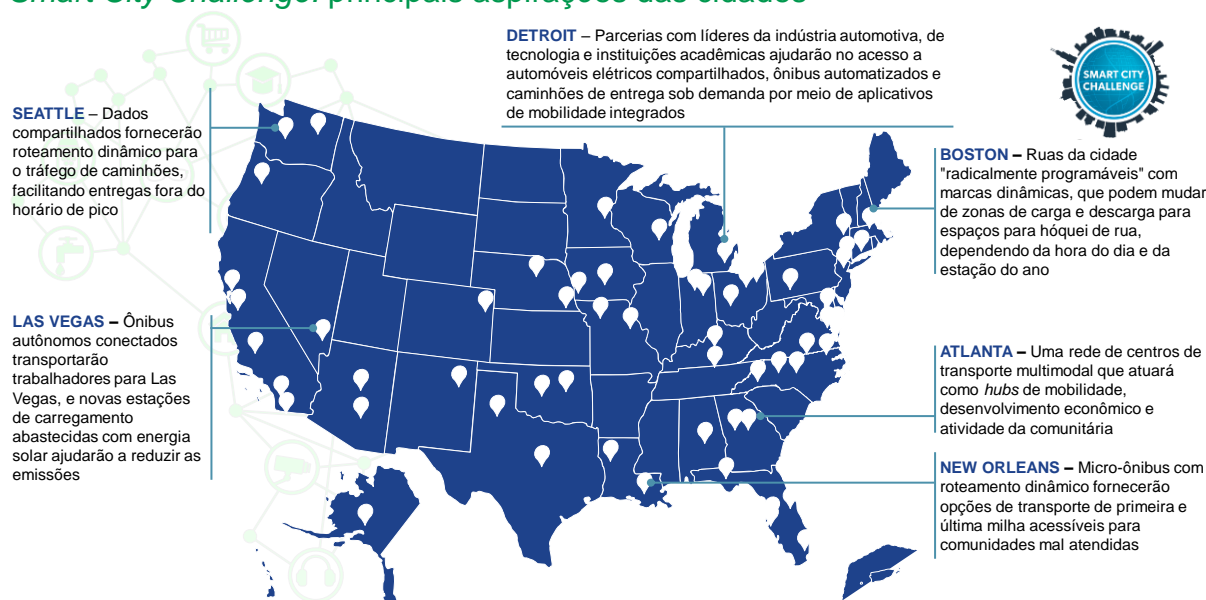 Smart City Challenge: principais aspirações das cidades
DETROIT – Parcerias com líderes da indústria automotiva, de
tecnologia e instituições acadêmicas ajudarão no acesso a
automóveis elétricos compartilhados, ônibus automatizados e
caminhões de entrega sob demanda por meio de aplicativos
de mobilidade integrados
SMART CITY
CHALLENGE
SEATTLE – Dados
compartilhados fornecerão
roteamento dinâmico para
o tráfego de caminhões,
facilitando entregas fora do
horário de pico
BOSTON – Ruas da cidade
"radicalmente programáveis" com
marcas dinâmicas, que podem mudar
de zonas de carga e descarga para
espaços para hóquei de rua,
dependendo da hora do dia e da
estação do ano
LAS VEGAS – Ônibus
autônomos conectados
transportarão
trabalhadores para Las
Vegas, e novas estações
de carregamento
abastecidas com energia
solar ajudarão a reduzir as
emissões
ATLANTA – Uma rede de centros de
transporte multimodal que atuará
como hubs de mobilidade,
desenvolvimento econômico e
atividade da comunitária
NEW ORLEANS – Micro-ônibus com
roteamento dinâmico fornecerão
opções de transporte de primeira e
última milha acessíveis para
comunidades mal atendidas